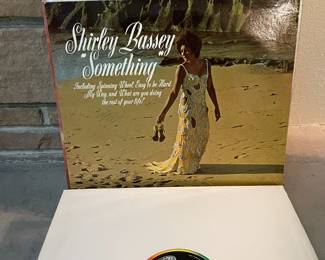 Shirley Bassey
"Something"
Including Spinning Wheel, Easy to be Hard,
My Way, and What are you doing
the rest of your life?